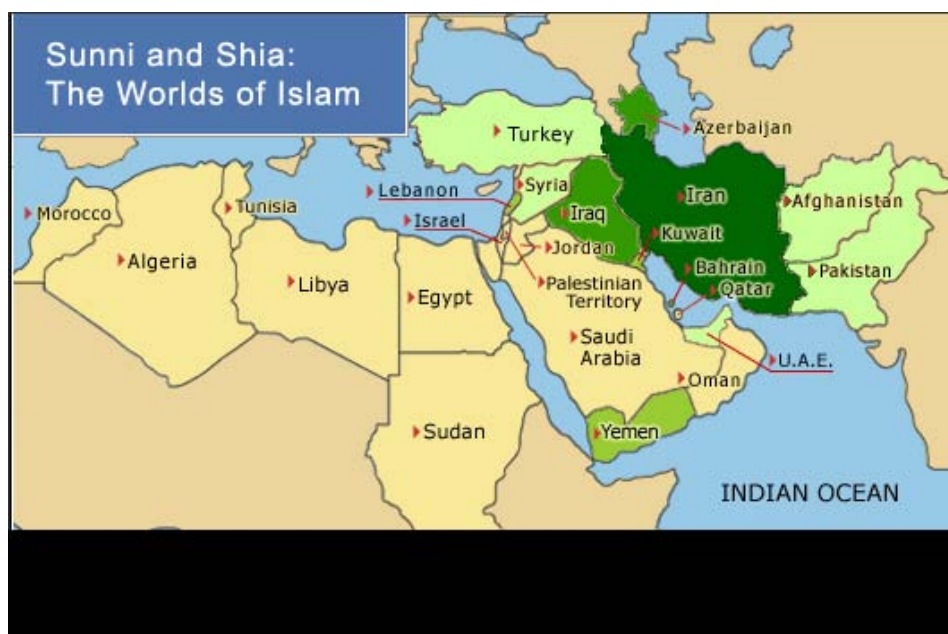 Sunni and Shia:
The Worlds of Islam
Turkey
Azerbaijan
Lebanon
Syria
Iran
Afghanistan
Morocco
Tunisia
Israel
Iraq
Kuwait
Algeria
Jordan
Bahrain
Pakistan
Libya
Egypt
Palestinian
Territory
Qatar
Saudi
Arabia
U.A.E.
Oman
Sudan
Yemen
INDIAN OCEAN